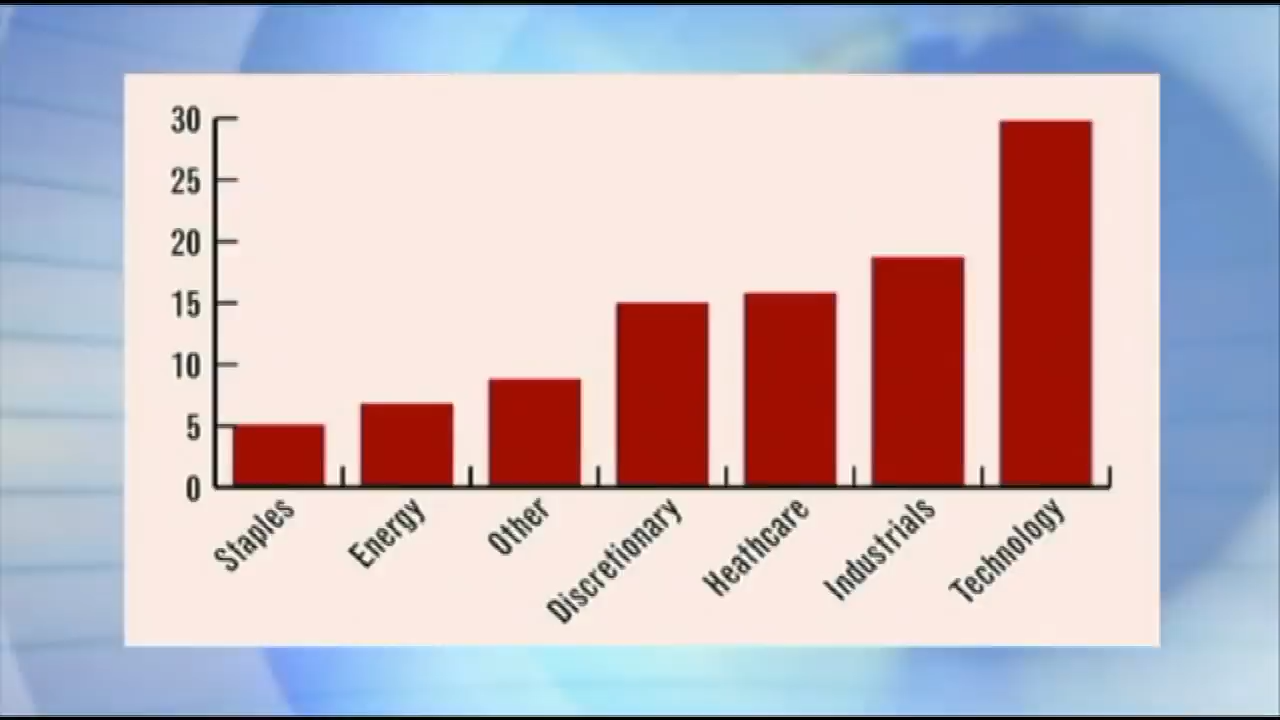 30
25
20
15
10
5
0
Staples
Energy
Other
Discretionary
Heathcare
Industrials
Technology